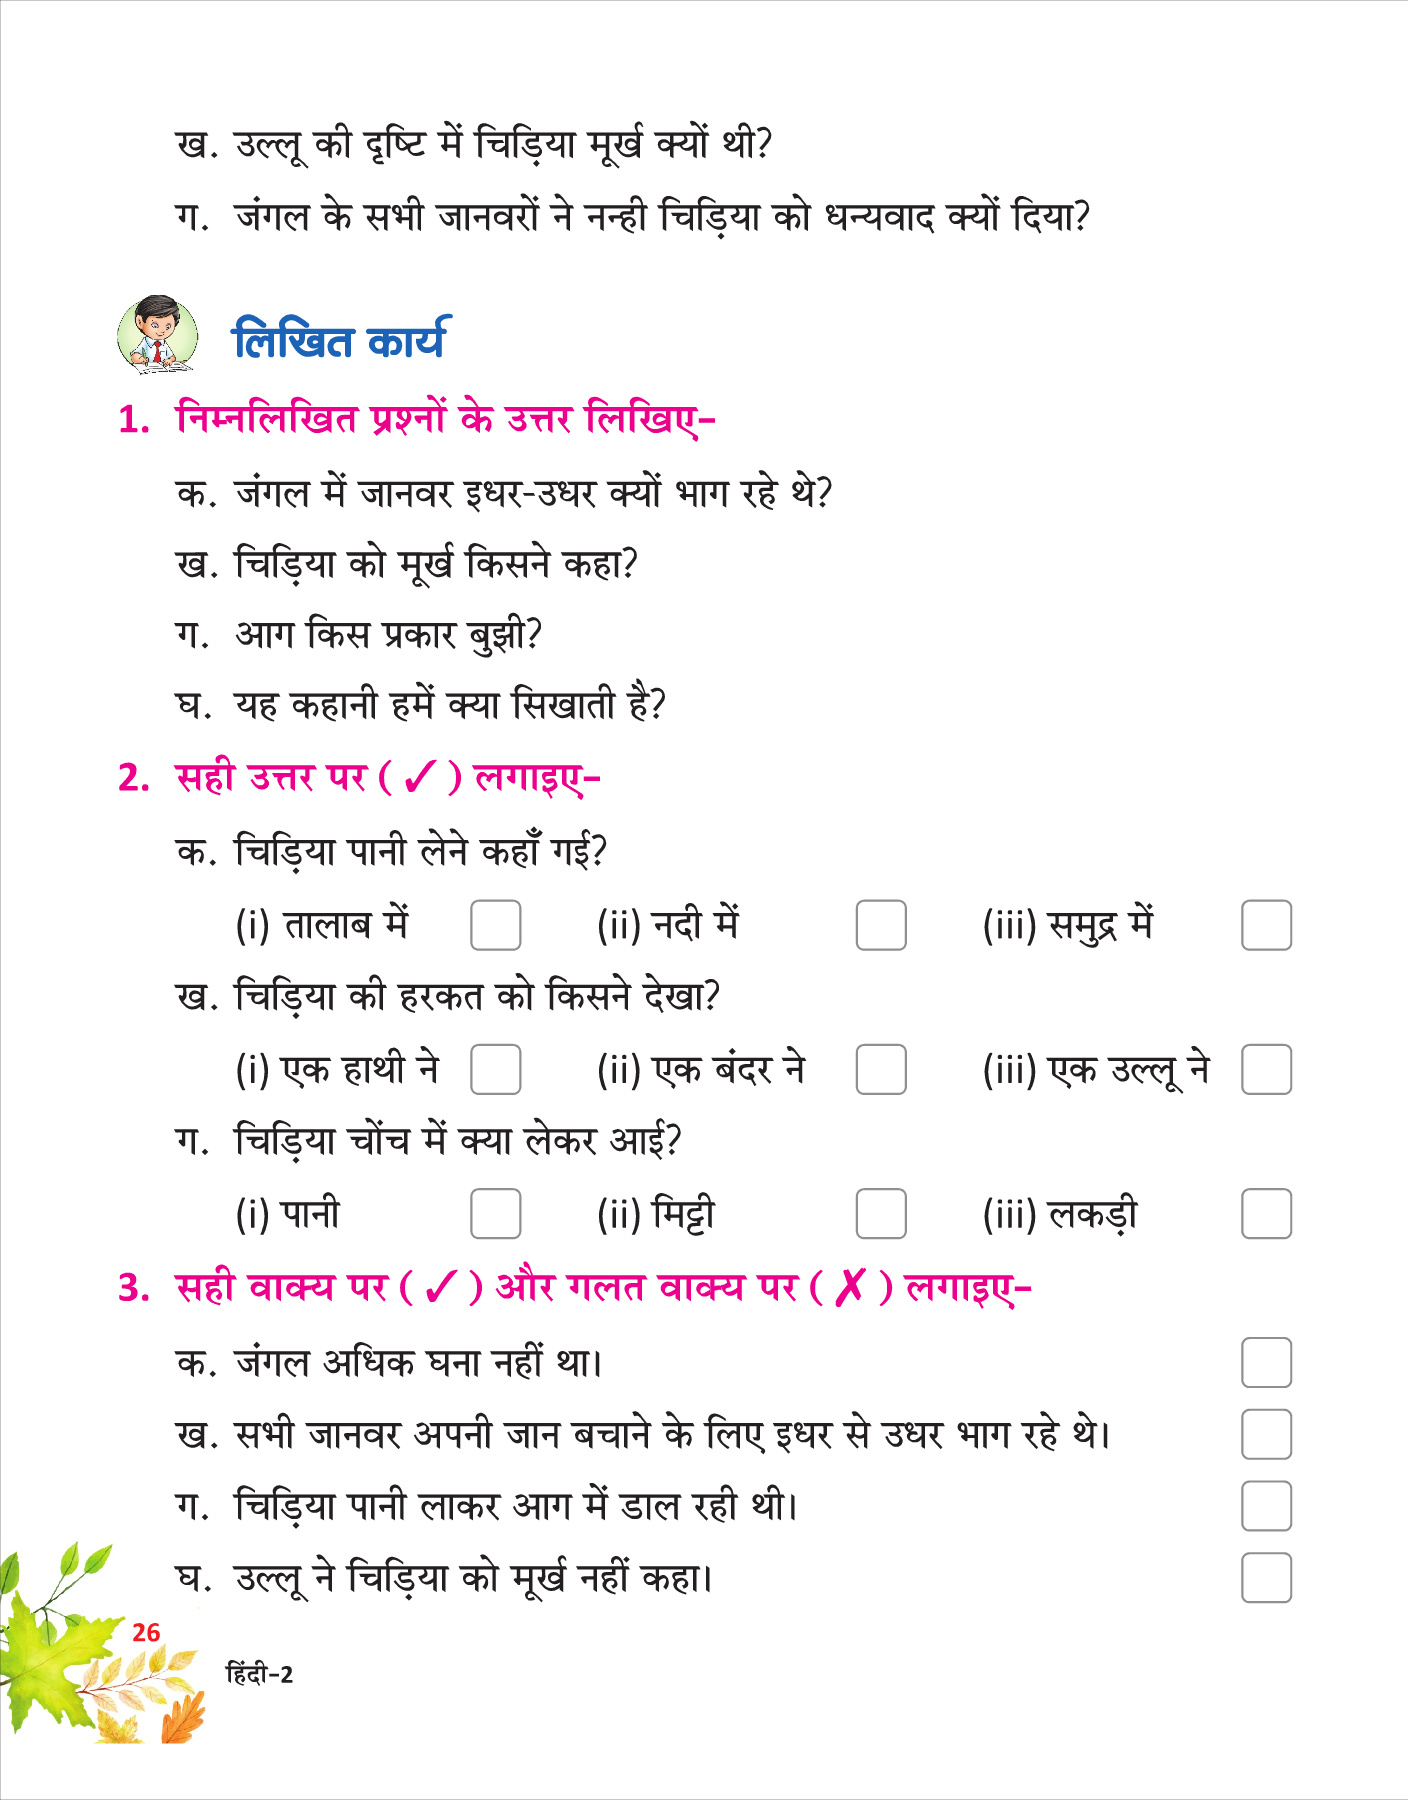 ख. उल्लू की दृष्टि में चिड़िया मूर्ख क्यों थी?
ग. जंगल के सभी जानवरों ने नन्ही चिड़िया को धन्यवाद क्यों दिया?
लिखित कार्य
1. निम्नलिखित प्रश्नों के उत्तर लिखिए–
क. जंगल में जानवर इधर-उधर क्यों भाग रहे थे?
ख. चिड़िया को मूर्ख किसने कहा?
ग. आग किस प्रकार बुझी?
घ. यह कहानी हमें क्या सिखाती है?
2. सही उत्तर पर ( ✓ ) लगाइए–
क. चिड़िया पानी लेने कहाँ गई?
(i) तालाब में (ii) नदी में (iii) समुद्र में
ख. चिड़िया की हरकत को किसने देखा?
(i) एक हाथी ने (ii) एक बंदर ने (iii) एक उल्लू ने
ग. चिड़िया चोंच में क्या लेकर आई?
(i) पानी (ii) मिट्टी (iii) लकड़ी
3. सही वाक्य पर ( ✓ ) और गलत वाक्य पर ( ✗ ) लगाइए–
क. जंगल अधिक घना नहीं था।
ख. सभी जानवर अपनी जान बचाने के लिए इधर से उधर भाग रहे थे।
ग. चिड़िया पानी लाकर आग में डाल रही थी।
घ. उल्लू ने चिड़िया को मूर्ख नहीं कहा।
26
हिंदी–2